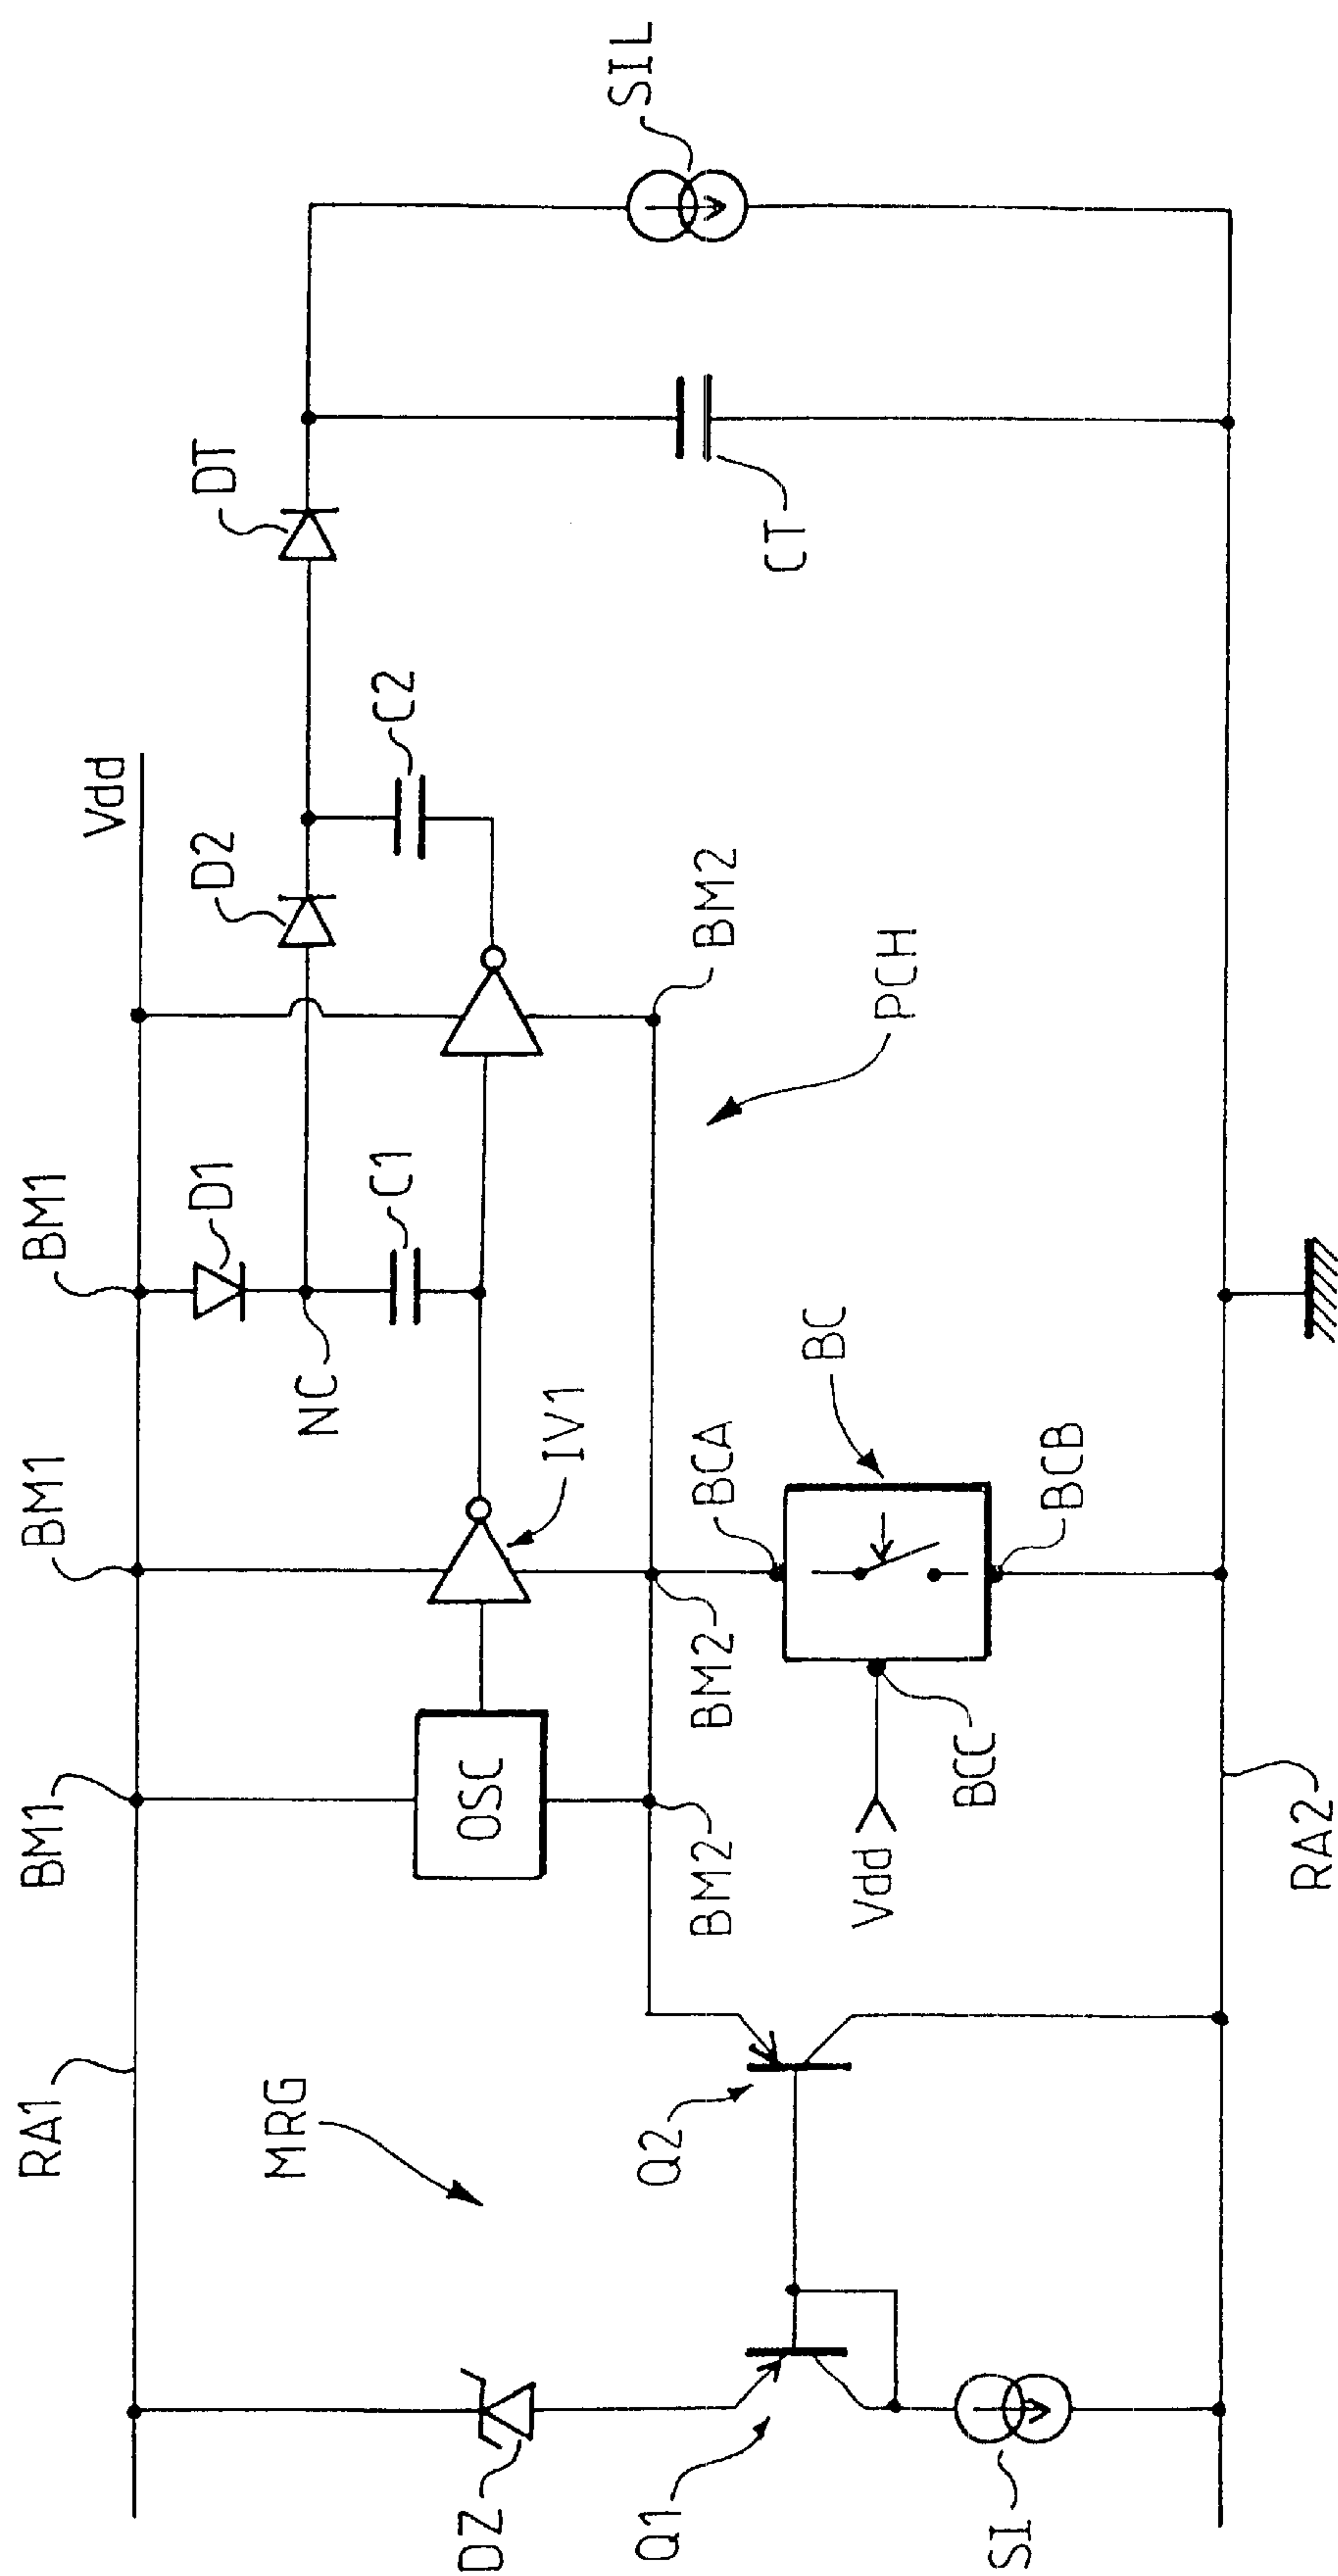 RA1
BM1
BM1
BM1
Vdd
D1
D2
DT
SIL
NC
C1
C2
MRG
OSC
IV1
BM2
BM2
BM2
PCH
CT
DZ
Q1
Q2
BCA
BC
Vdd
BCC
BCB
SI
RA2